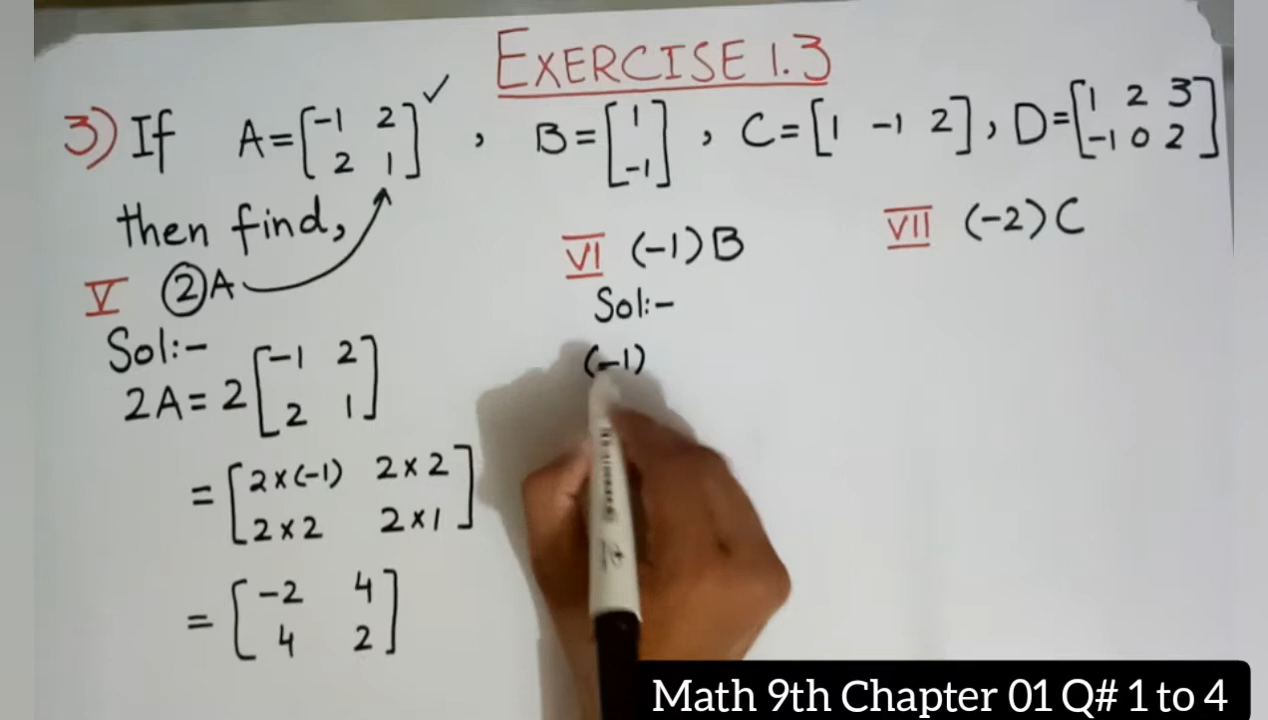 EXERCISE 1.3
3) If A = [-1 2 , B = [1 , C = [1 -1 2], D = [1 2 3
2 1] ✓ -1] -1 0 2]
then find,
V ②A
VI (-1)B
VII (-2)C
Sol:-
2A = 2 [-1 2
2 1]
= [2×(-1) 2×2
2×2 2×1]
= [-2 4
4 2]
Sol:-
(-1)
Math 9th Chapter 01 Q# 1 to 4